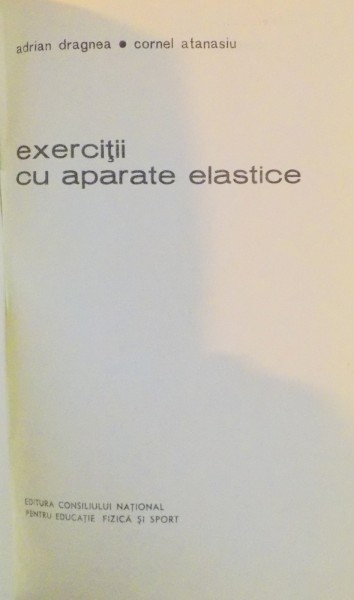 adrian dragnea • cornel atanasiu
exerciţii
cu aparate elastice
EDITURA CONSILIULUI NAŢIONAL
PENTRU EDUCAŢIE FIZICĂ ŞI SPORT